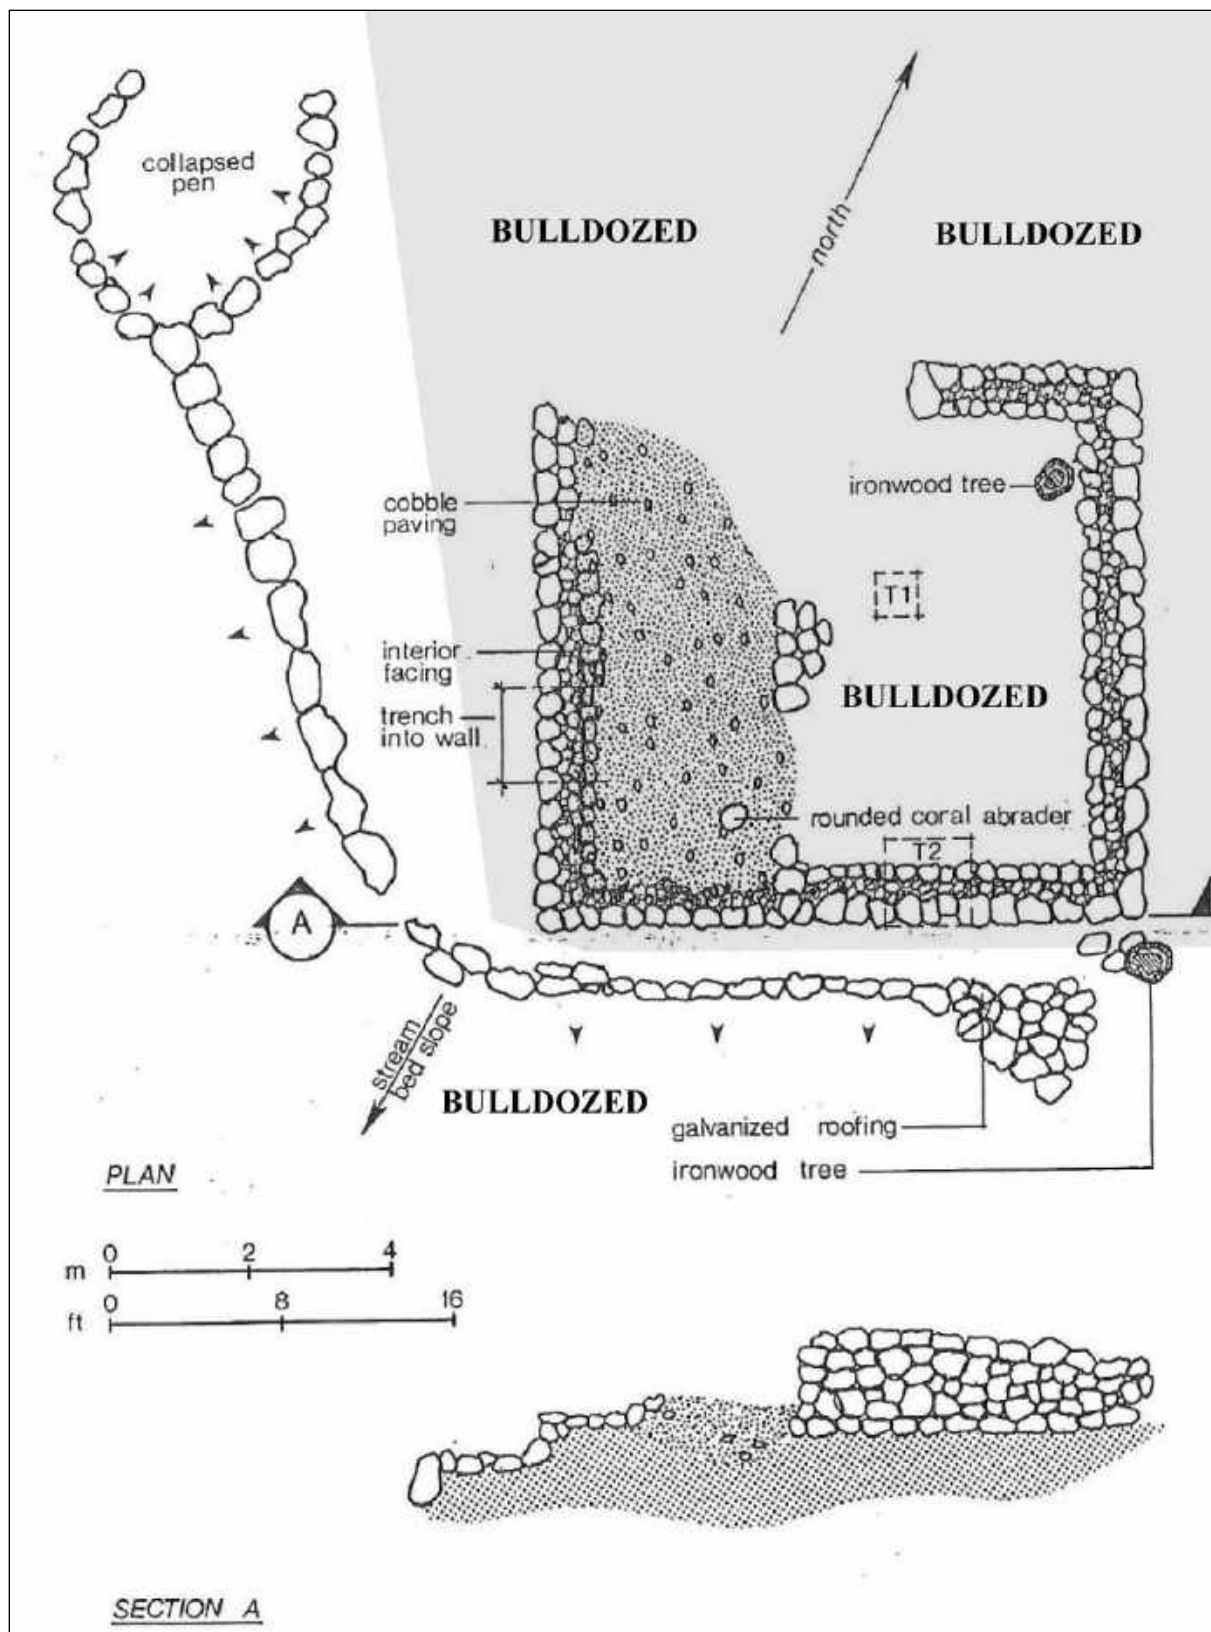 collapsed
pen
BULLDOZED
BULLDOZED
north
ironwood tree
cobble
paving
T1
interior
facing
BULLDOZED
trench
into wall
rounded coral abrader
T2
A
stream
bed slope
BULLDOZED
galvanized roofing
ironwood tree
PLAN
0 2 4
m
0 8 16
ft
SECTION A